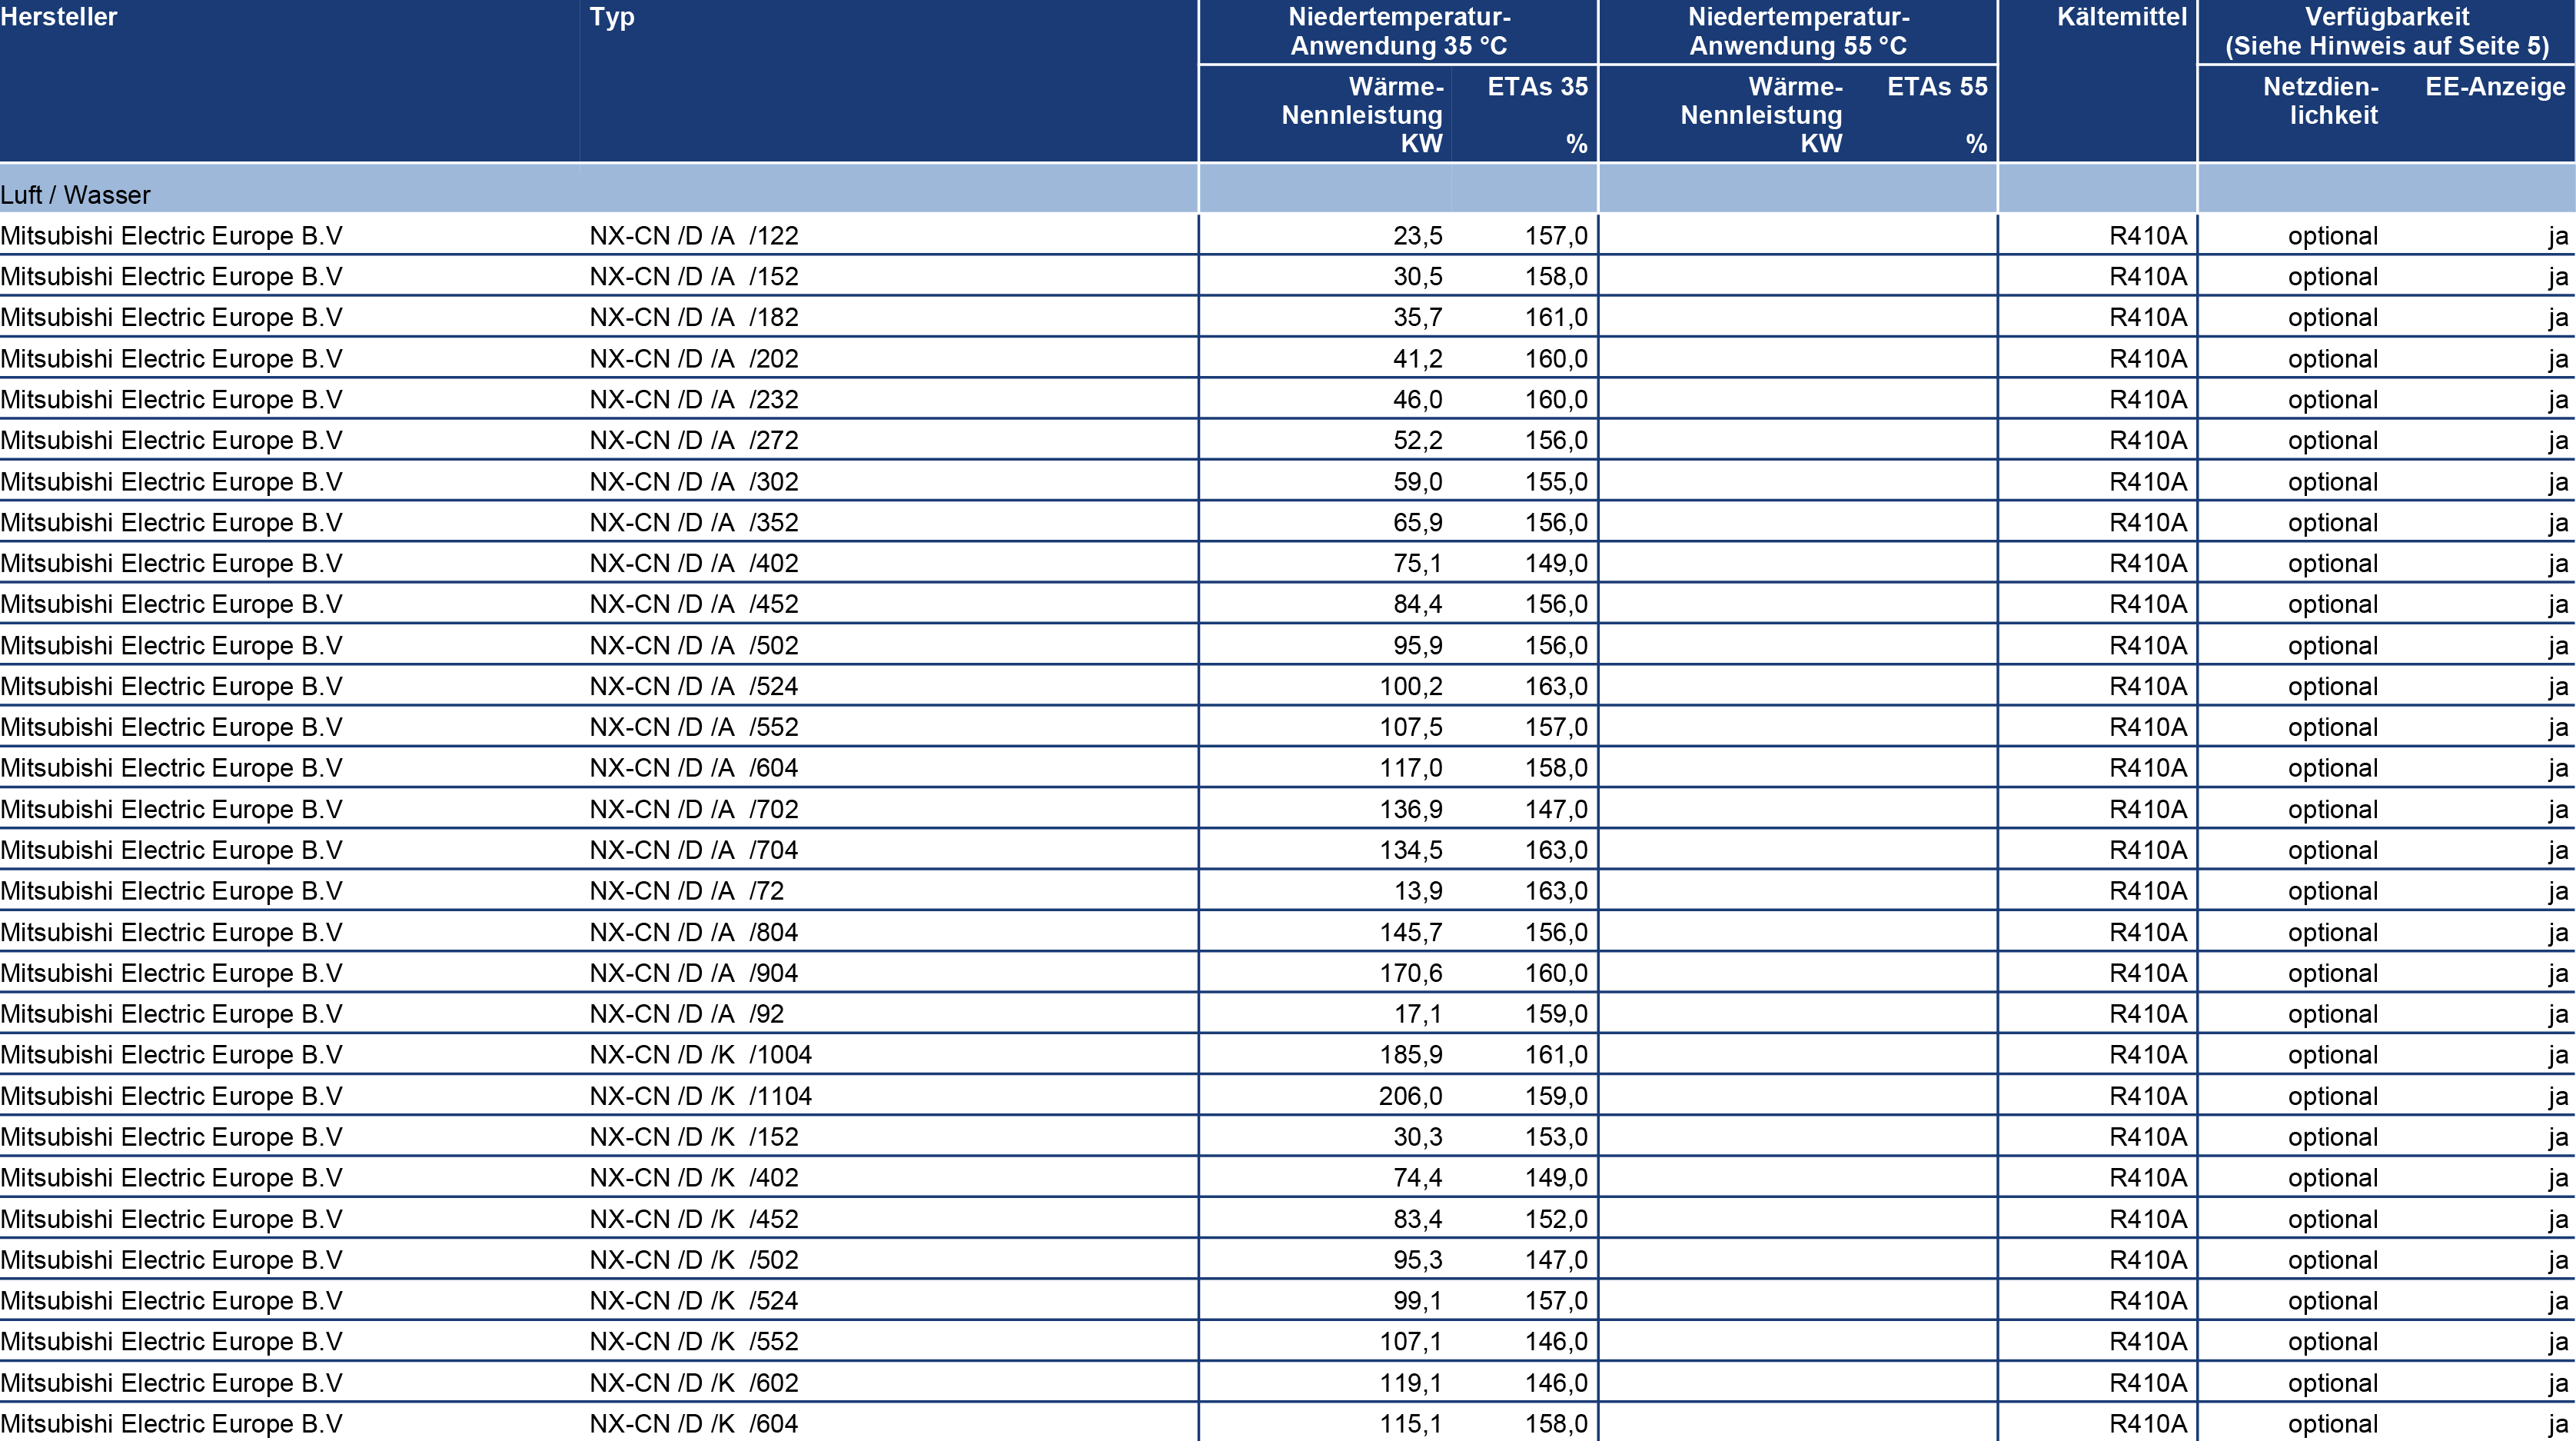 Hersteller Typ Niedertemperatur- Niedertemperatur- Kältemittel Verfügbarkeit
Anwendung 35 °C Anwendung 55 °C (Siehe Hinweis auf Seite 5)
Wärme- ETAs 35 Wärme- ETAs 55 Netzdien- EE-Anzeige
Nennleistung Nennleistung lichkeit
KW % KW %
Luft / Wasser
Mitsubishi Electric Europe B.V NX-CN /D /A /122 23,5 157,0 R410A optional ja
Mitsubishi Electric Europe B.V NX-CN /D /A /152 30,5 158,0 R410A optional ja
Mitsubishi Electric Europe B.V NX-CN /D /A /182 35,7 161,0 R410A optional ja
Mitsubishi Electric Europe B.V NX-CN /D /A /202 41,2 160,0 R410A optional ja
Mitsubishi Electric Europe B.V NX-CN /D /A /232 46,0 160,0 R410A optional ja
Mitsubishi Electric Europe B.V NX-CN /D /A /272 52,2 156,0 R410A optional ja
Mitsubishi Electric Europe B.V NX-CN /D /A /302 59,0 155,0 R410A optional ja
Mitsubishi Electric Europe B.V NX-CN /D /A /352 65,9 156,0 R410A optional ja
Mitsubishi Electric Europe B.V NX-CN /D /A /402 75,1 149,0 R410A optional ja
Mitsubishi Electric Europe B.V NX-CN /D /A /452 84,4 156,0 R410A optional ja
Mitsubishi Electric Europe B.V NX-CN /D /A /502 95,9 156,0 R410A optional ja
Mitsubishi Electric Europe B.V NX-CN /D /A /524 100,2 163,0 R410A optional ja
Mitsubishi Electric Europe B.V NX-CN /D /A /552 107,5 157,0 R410A optional ja
Mitsubishi Electric Europe B.V NX-CN /D /A /604 117,0 158,0 R410A optional ja
Mitsubishi Electric Europe B.V NX-CN /D /A /702 136,9 147,0 R410A optional ja
Mitsubishi Electric Europe B.V NX-CN /D /A /704 134,5 163,0 R410A optional ja
Mitsubishi Electric Europe B.V NX-CN /D /A /72 13,9 163,0 R410A optional ja
Mitsubishi Electric Europe B.V NX-CN /D /A /804 145,7 156,0 R410A optional ja
Mitsubishi Electric Europe B.V NX-CN /D /A /904 170,6 160,0 R410A optional ja
Mitsubishi Electric Europe B.V NX-CN /D /A /92 17,1 159,0 R410A optional ja
Mitsubishi Electric Europe B.V NX-CN /D /K /1004 185,9 161,0 R410A optional ja
Mitsubishi Electric Europe B.V NX-CN /D /K /1104 206,0 159,0 R410A optional ja
Mitsubishi Electric Europe B.V NX-CN /D /K /152 30,3 153,0 R410A optional ja
Mitsubishi Electric Europe B.V NX-CN /D /K /402 74,4 149,0 R410A optional ja
Mitsubishi Electric Europe B.V NX-CN /D /K /452 83,4 152,0 R410A optional ja
Mitsubishi Electric Europe B.V NX-CN /D /K /502 95,3 147,0 R410A optional ja
Mitsubishi Electric Europe B.V NX-CN /D /K /524 99,1 157,0 R410A optional ja
Mitsubishi Electric Europe B.V NX-CN /D /K /552 107,1 146,0 R410A optional ja
Mitsubishi Electric Europe B.V NX-CN /D /K /602 119,1 146,0 R410A optional ja
Mitsubishi Electric Europe B.V NX-CN /D /K /604 115,1 158,0 R410A optional ja